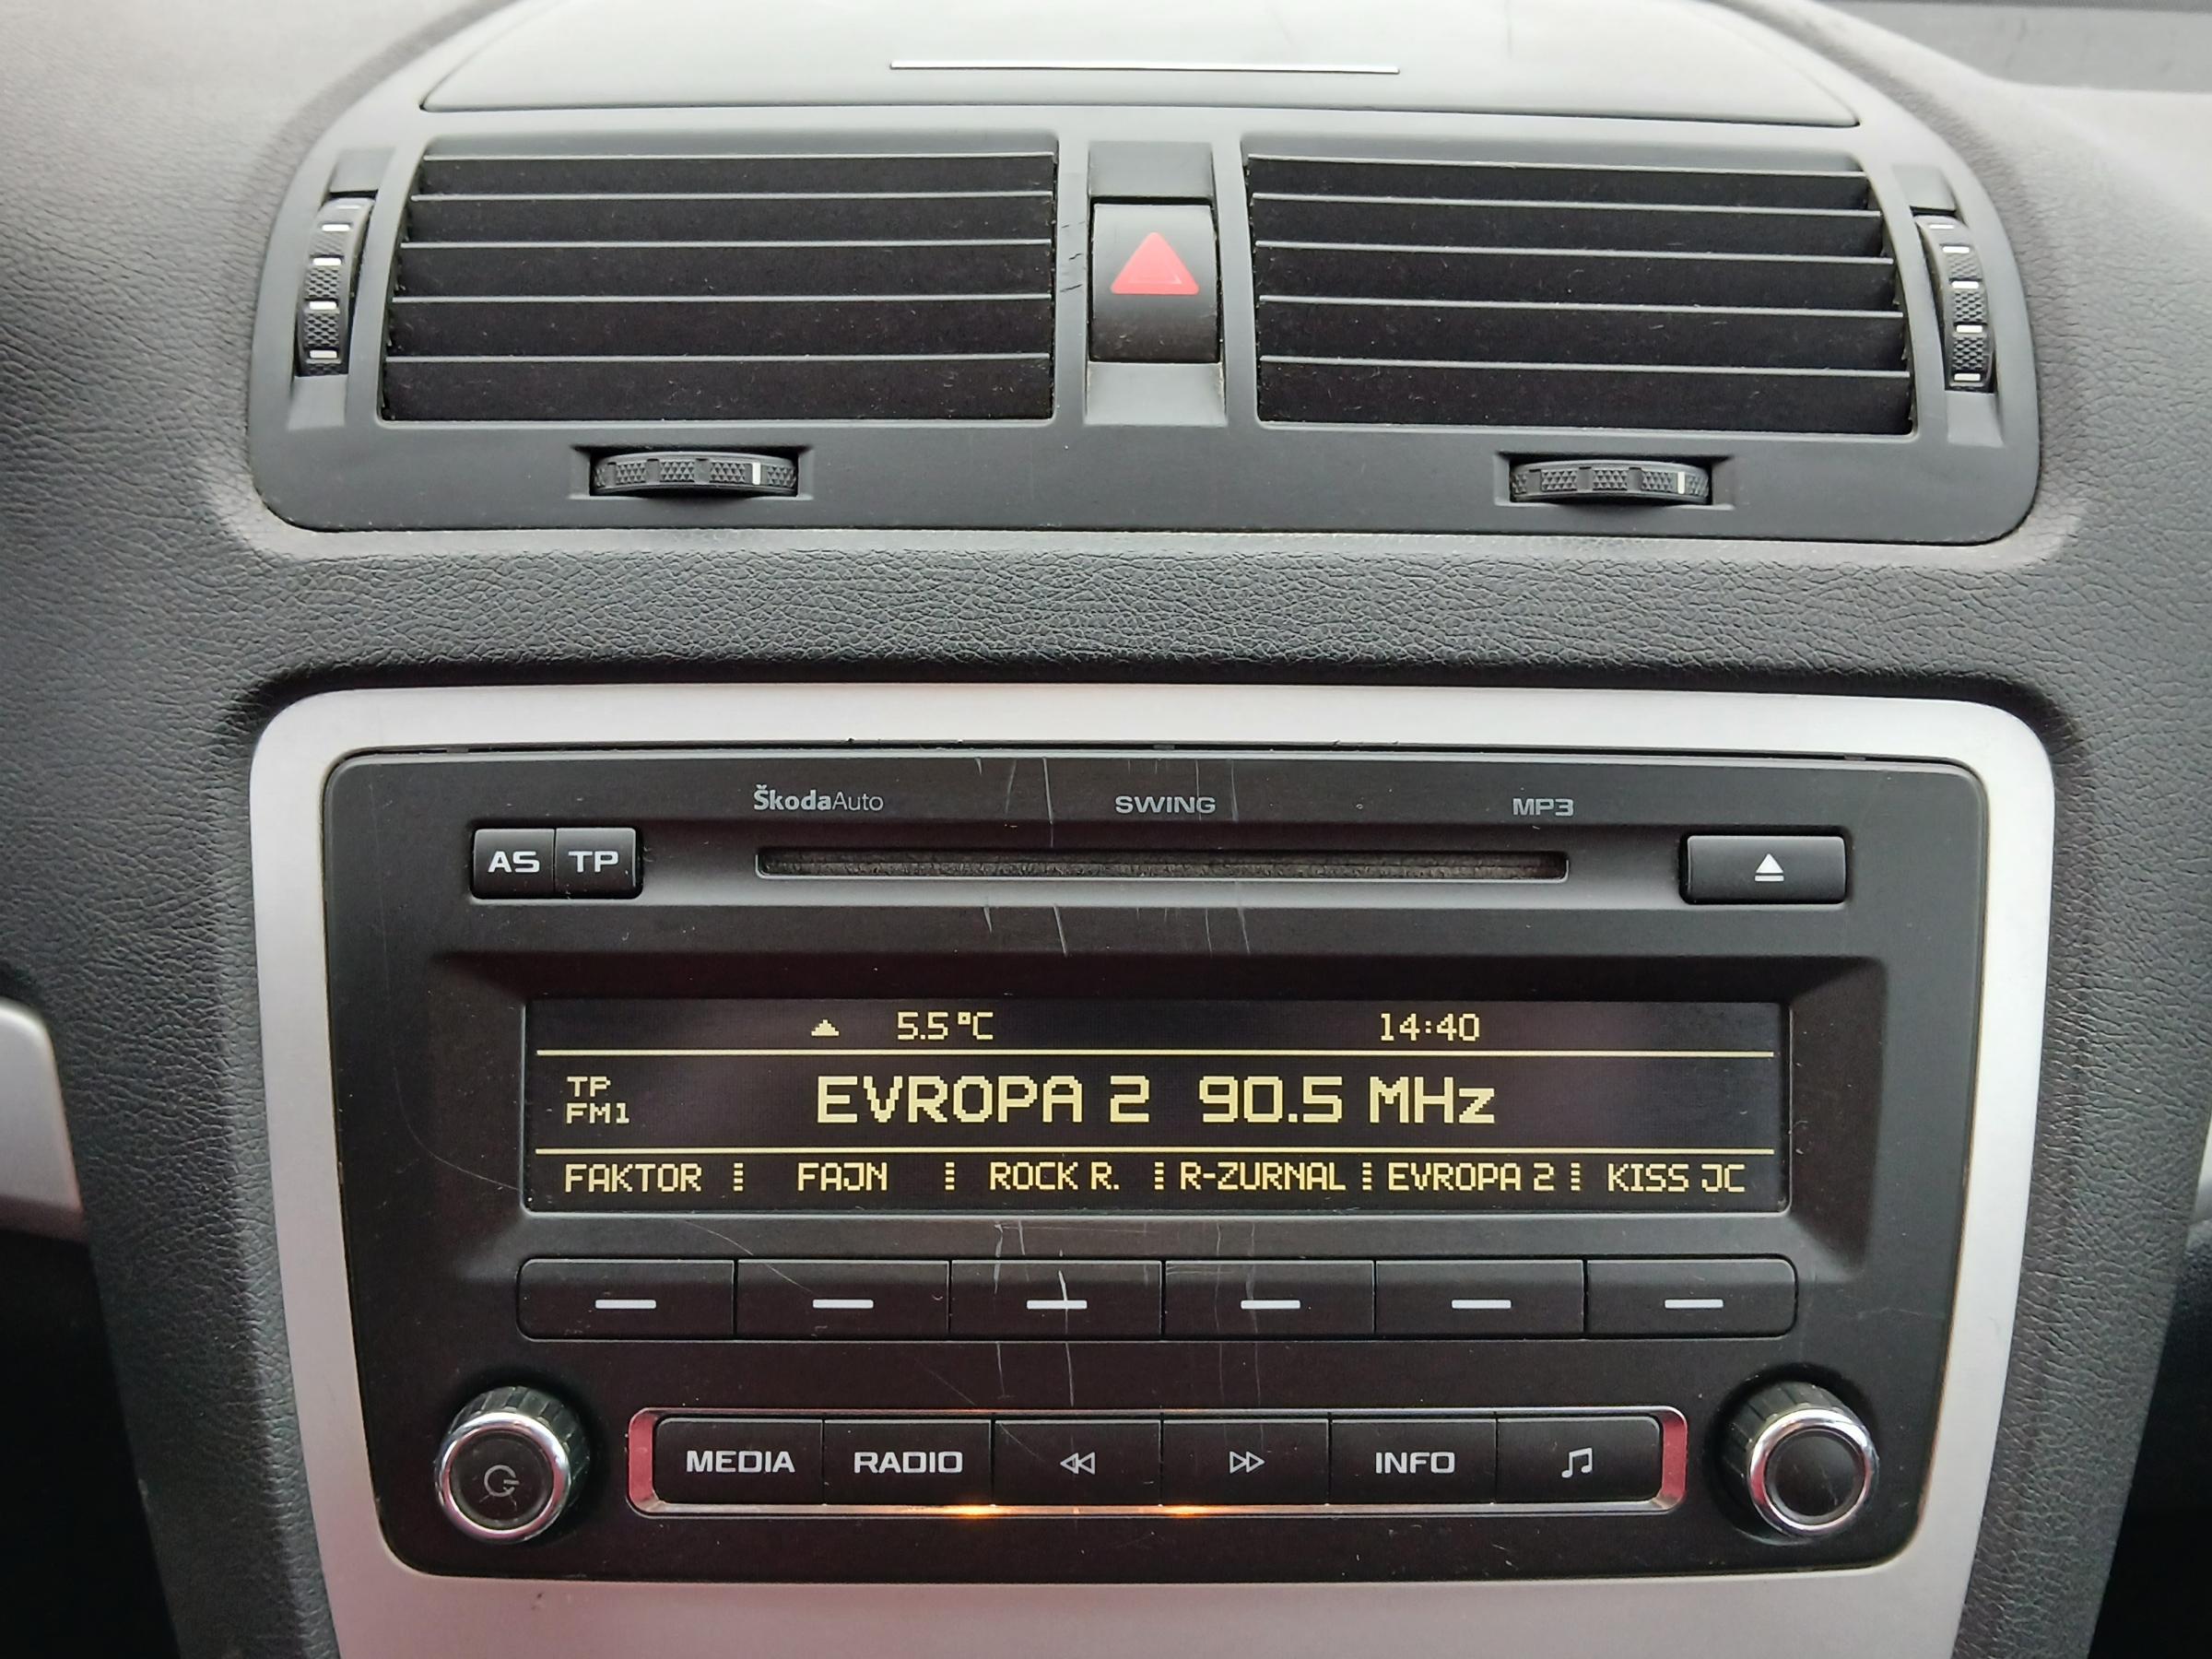 ŠkodaAuto SWING MP3
AS TP
5.5°C 14:40
TP
FM1
EVROPA 2 90.5 MHz
FAKTOR FAJN ROCK R. R-ZURNAL EVROPA 2 KISS JC
MEDIA RADIO INFO